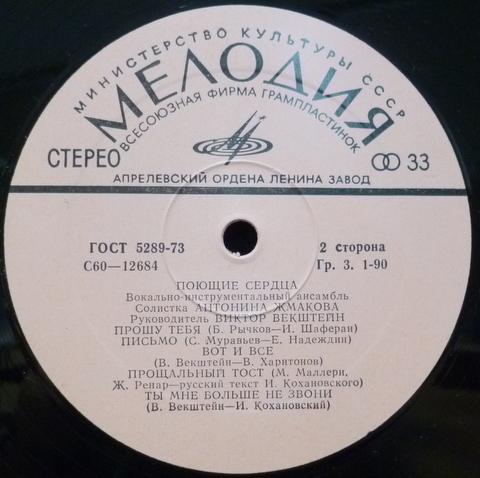 МИНИСТЕРСТВО КУЛЬТУРЫ СССР
МЕЛОДИЯ
ВСЕСОЮЗНАЯ ФИРМА ГРАМПЛАСТИНОК
СТЕРЕО 33
АПРЕЛЕВСКИЙ ОРДЕНА ЛЕНИНА ЗАВОД
ГОСТ 5289-73 2 сторона
С60—12684 Гр. 3. 1-90
ПОЮЩИЕ СЕРДЦА
Вокально-инструментальный ансамбль
Солистка АНТОНИНА ЖМАКОВА
Руководитель ВИКТОР ВЕКШТЕЙН
ПРОШУ ТЕБЯ (Б. Рычков—И. Шаферан)
ПИСЬМО (С. Муравьев—Е. Надеждин)
ВОТ И ВСЕ
(В. Векштейн—В. Харитонов)
ПРОЩАЛЬНЫЙ ТОСТ (М. Маллери,
Ж. Ренар—русский текст И. Кохановского)
ТЫ МНЕ БОЛЬШЕ НЕ ЗВОНИ
(В. Векштейн—И. Кохановский)